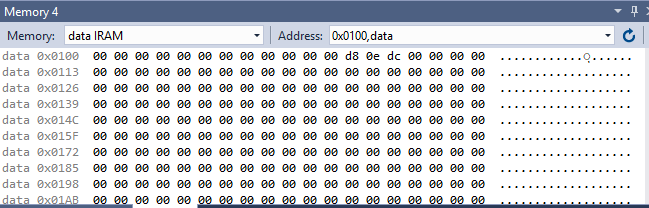 Memory 4
Memory: data IRAM Address: 0x0100,data
data 0x0100 00 00 00 00 00 00 00 00 00 00 00 00 d8 0e dc 00 00 00 00 ............Ø......
data 0x0113 00 00 00 00 00 00 00 00 00 00 00 00 00 00 00 00 00 00 00 ...................
data 0x0126 00 00 00 00 00 00 00 00 00 00 00 00 00 00 00 00 00 00 00 ...................
data 0x0139 00 00 00 00 00 00 00 00 00 00 00 00 00 00 00 00 00 00 00 ...................
data 0x014C 00 00 00 00 00 00 00 00 00 00 00 00 00 00 00 00 00 00 00 ...................
data 0x015F 00 00 00 00 00 00 00 00 00 00 00 00 00 00 00 00 00 00 00 ...................
data 0x0172 00 00 00 00 00 00 00 00 00 00 00 00 00 00 00 00 00 00 00 ...................
data 0x0185 00 00 00 00 00 00 00 00 00 00 00 00 00 00 00 00 00 00 00 ...................
data 0x0198 00 00 00 00 00 00 00 00 00 00 00 00 00 00 00 00 00 00 00 ...................
data 0x01AB 00 00 00 00 00 00 00 00 00 00 00 00 00 00 00 00 00 00 00 ...................